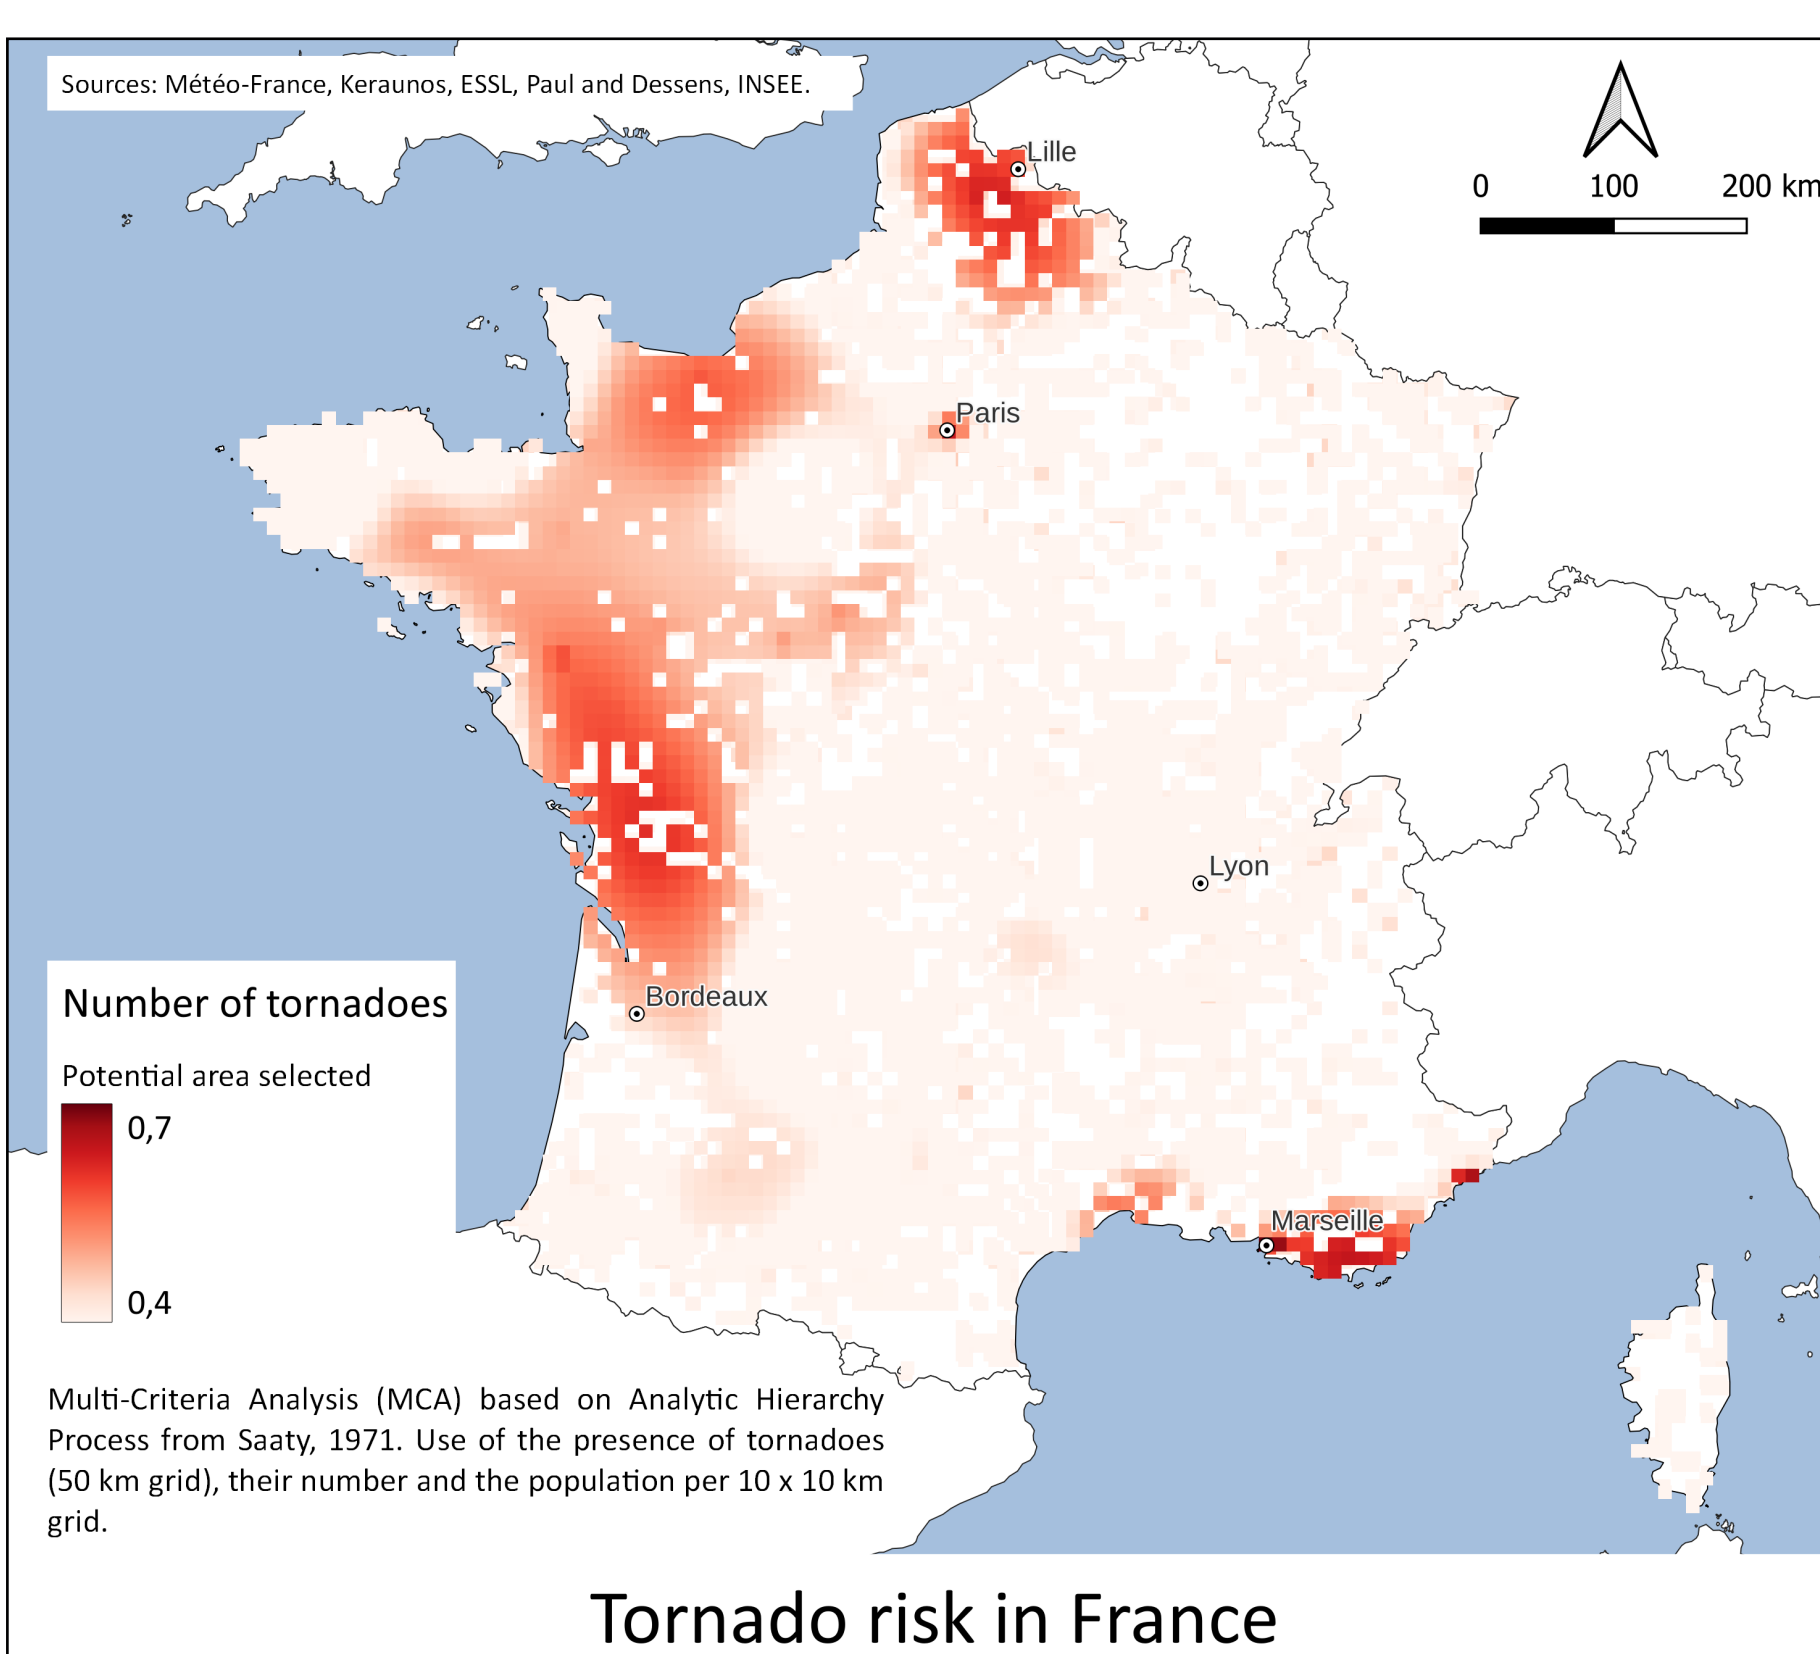 Sources: Météo-France, Keraunos, ESSL, Paul and Dessens, INSEE.
0 100 200 km
Lille
Paris
Lyon
Bordeaux
Marseille
Number of tornadoes
Potential area selected
0,7
0,4
Multi-Criteria Analysis (MCA) based on Analytic Hierarchy
Process from Saaty, 1971. Use of the presence of tornadoes
(50 km grid), their number and the population per 10 x 10 km
grid.
Tornado risk in France